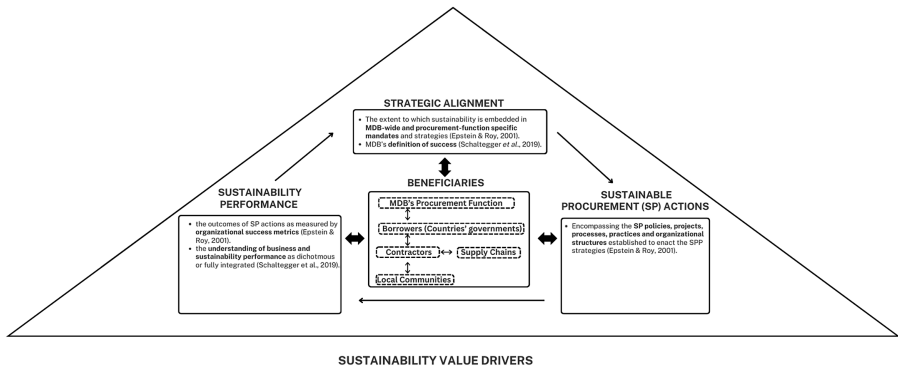 STRATEGIC ALIGNMENT
• The extent to which sustainability is embedded in
MDB-wide and procurement-function specific
mandates and strategies (Epstein & Roy, 2001).
• MDB's definition of success (Schaltegger et al., 2019).
BENEFICIARIES
MDB's Procurement Function
Borrowers (Countries' governments)
Contractors
Supply Chains
Local Communities
SUSTAINABILITY
PERFORMANCE
• the outcomes of SP actions as measured by
organizational success metrics (Epstein &
Roy, 2001).
• the understanding of business and
sustainability performance as dichotmous
or fully integrated (Schaltegger et al., 2019).
SUSTAINABLE
PROCUREMENT (SP) ACTIONS
• Encompassing the SP policies, projects,
processes, practices and organizational
structures established to enact the SPP
strategies (Epstein & Roy, 2001).
SUSTAINABILITY VALUE DRIVERS